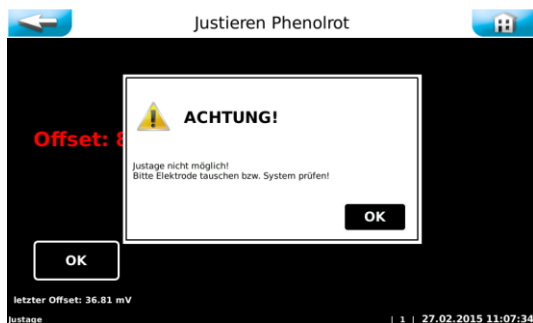 Justieren Phenolrot
ACHTUNG!
Offset:
Justage nicht möglich!
Bitte Elektrode tauschen bzw. System prüfen!
OK
OK
letzter Offset: 36.81 mV
Justage | 1 | 27.02.2015 11:07:34